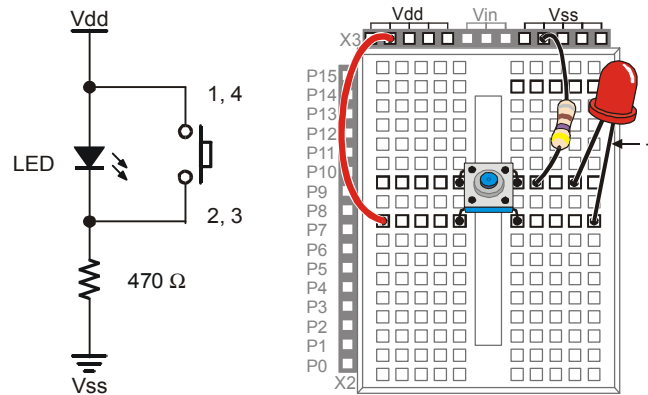 Vdd
1, 4
LED
2, 3
470 Ω
Vss
Vdd
Vin
Vss
X3
P15
P14
P13
P12
P11
P10
P9
P8
P7
P6
P5
P4
P3
P2
P1
P0
X2